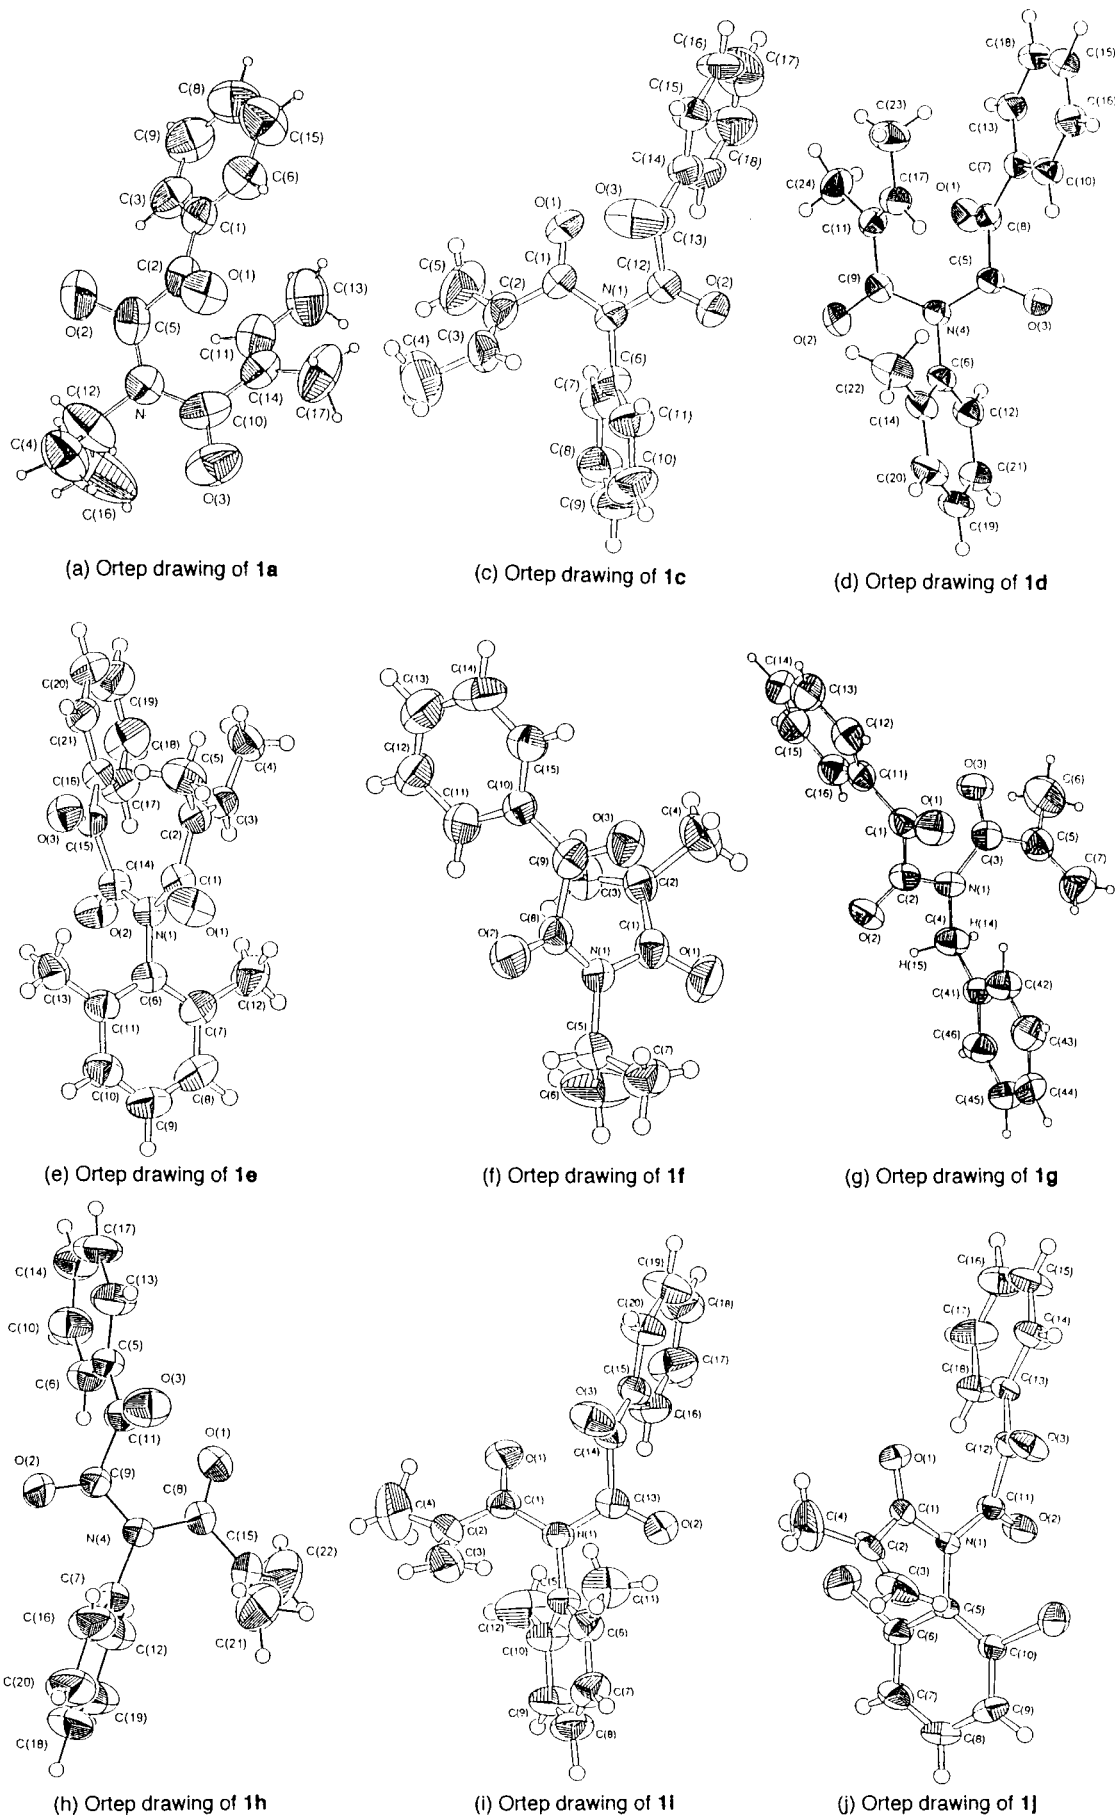 C(8)
C(9)
C(15)
C(3)
C(6)
C(1)
C(2)
O(1)
C(13)
O(2)
C(5)
C(11)
C(12)
N
C(14)
C(10)
C(17)
C(4)
O(3)
C(16)
(a) Ortep drawing of 1a
C(16)
C(17)
C(15)
C(14)
C(18)
O(3)
O(1)
C(13)
C(5)
C(1)
C(12)
C(2)
N(1)
O(2)
C(3)
C(4)
C(6)
C(7)
C(11)
C(8)
C(10)
C(9)
(c) Ortep drawing of 1c
C(18)
C(15)
C(23)
C(16)
C(13)
C(7)
C(24)
C(17)
C(10)
O(1)
C(11)
C(8)
C(5)
C(9)
O(3)
N(4)
O(2)
C(6)
C(22)
C(14)
C(12)
C(20)
C(21)
C(19)
(d) Ortep drawing of 1d
C(20)
C(19)
C(21)
C(18)
C(5)
C(4)
C(16)
C(17)
C(3)
O(3)
C(2)
C(15)
C(14)
C(1)
O(2)
N(1)
O(1)
C(13)
C(6)
C(12)
C(11)
C(7)
C(10)
C(8)
C(9)
(e) Ortep drawing of 1e
C(14)
C(13)
C(12)
C(15)
C(10)
C(11)
C(4)
O(3)
C(9)
C(2)
C(3)
C(8)
C(1)
O(2)
N(1)
O(1)
C(5)
C(7)
C(6)
(f) Ortep drawing of 1f
C(14)
C(13)
C(12)
C(15)
O(3)
C(11)
C(6)
C(16)
O(1)
C(1)
C(5)
C(3)
C(7)
C(2)
N(1)
C(4)
H(14)
O(2)
H(15)
C(42)
C(41)
C(46)
C(43)
C(45)
C(44)
(g) Ortep drawing of 1g
C(17)
C(14)
C(13)
C(10)
C(5)
O(3)
C(6)
O(1)
C(11)
O(2)
C(9)
C(8)
N(4)
C(15)
C(22)
C(7)
C(16)
C(21)
C(12)
C(20)
C(19)
C(18)
(h) Ortep drawing of 1h
C(19)
C(20)
C(18)
C(15)
C(17)
O(3)
C(16)
C(14)
O(1)
C(4)
C(1)
C(13)
C(2)
N(1)
O(2)
C(3)
C(5)
C(11)
C(12)
C(10)
C(6)
C(7)
C(9)
C(8)
(i) Ortep drawing of 1i
C(16)
C(15)
C(17)
C(14)
C(18)
C(13)
C(12)
O(3)
O(1)
C(11)
C(4)
C(1)
O(2)
C(2)
N(1)
C(3)
C(5)
C(6)
C(10)
C(7)
C(9)
C(8)
(j) Ortep drawing of 1j